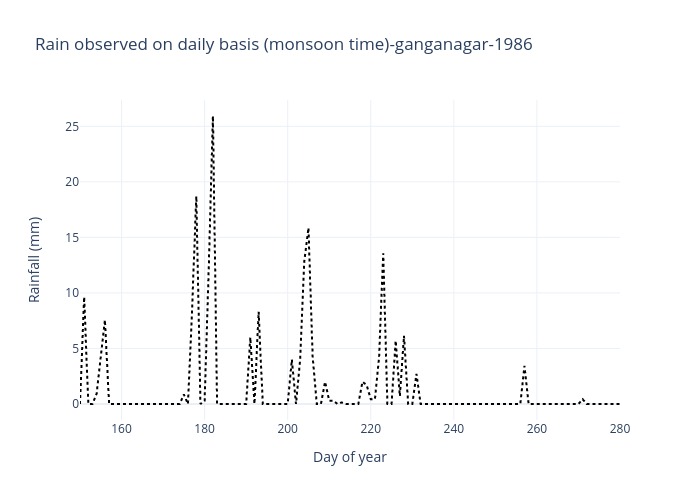 Rain observed on daily basis (monsoon time)-ganganagar-1986
25
20
15
10
5
0
Rainfall (mm)
160 180 200 220 240 260 280
Day of year